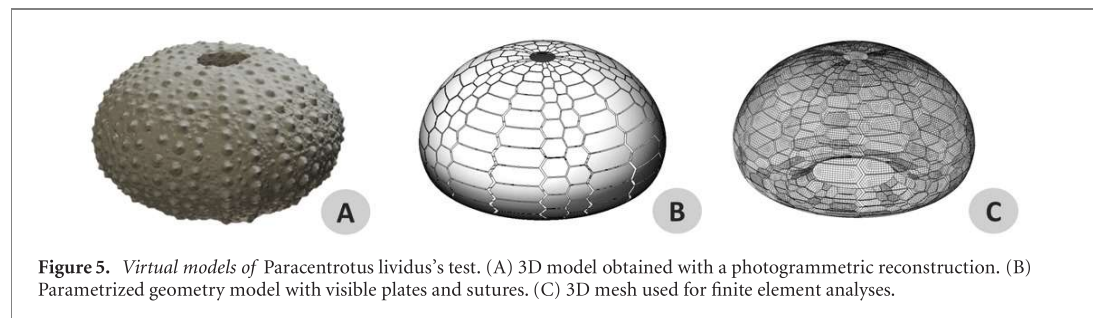 A
B
C
Figure 5. Virtual models of Paracentrotus lividus's test. (A) 3D model obtained with a photogrammetric reconstruction. (B)
Parametrized geometry model with visible plates and sutures. (C) 3D mesh used for finite element analyses.